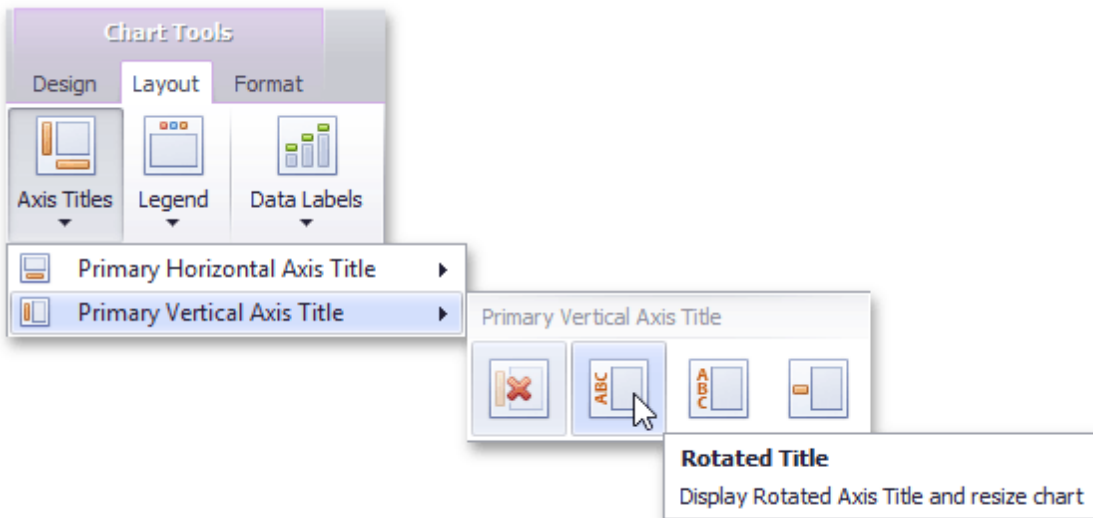 Chart Tools
Design Layout Format
Axis Titles Legend Data Labels
Primary Horizontal Axis Title
Primary Vertical Axis Title
Primary Vertical Axis Title
ABC
A
B
C
Rotated Title
Display Rotated Axis Title and resize chart